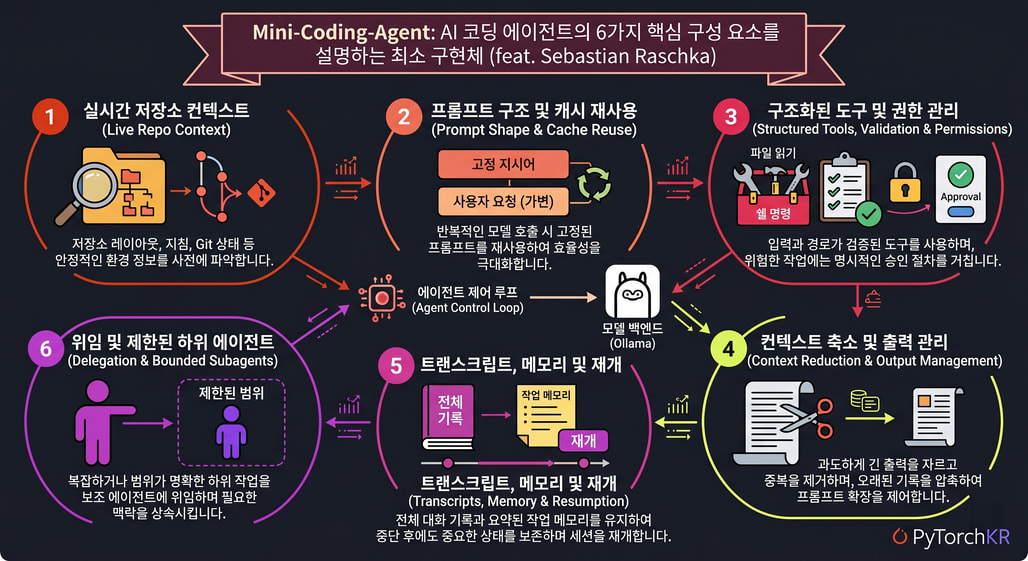 Mini-Coding-Agent: AI 코딩 에이전트의 6가지 핵심 구성 요소를
설명하는 최소 구현체 (feat. Sebastian Raschka)
1
실시간 저장소 컨텍스트
(Live Repo Context)
저장소 레이아웃, 지침, Git 상태 등
안정적인 환경 정보를 사전에 파악합니다.
2
프롬프트 구조 및 캐시 재사용
(Prompt Shape & Cache Reuse)
고정 지시어
사용자 요청 (가변)
반복적인 모델 호출 시 고정된
프롬프트를 재사용하여 효율성을
극대화합니다.
3
구조화된 도구 및 권한 관리
(Structured Tools, Validation & Permissions)
파일 읽기
쉘 명령
Approval
입력과 경로가 검증된 도구를 사용하며,
위험한 작업에는 명시적인 승인 절차를 거칩니다.
에이전트 제어 루프
(Agent Control Loop)
모델 백엔드
(Ollama)
6
위임 및 제한된 하위 에이전트
(Delegation & Bounded Subagents)
제한된 범위
복잡하거나 범위가 명확한 하위 작업을
보조 에이전트에 위임하며 필요한
맥락을 상속시킵니다.
5
트랜스크립트, 메모리 및 재개
전체
기록
작업 메모리
재개
트랜스크립트, 메모리 및 재개
(Transcripts, Memory & Resumption)
전체 대화 기록과 요약된 작업 메모리를 유지하여
중단 후에도 중요한 상태를 보존하며 세션을 재개합니다.
4
컨텍스트 축소 및 출력 관리
(Context Reduction & Output Management)
과도하게 긴 출력을 자르고
중복을 제거하며, 오래된 기록을 압축하여
프롬프트 확장을 제어합니다.
PyTorchKR